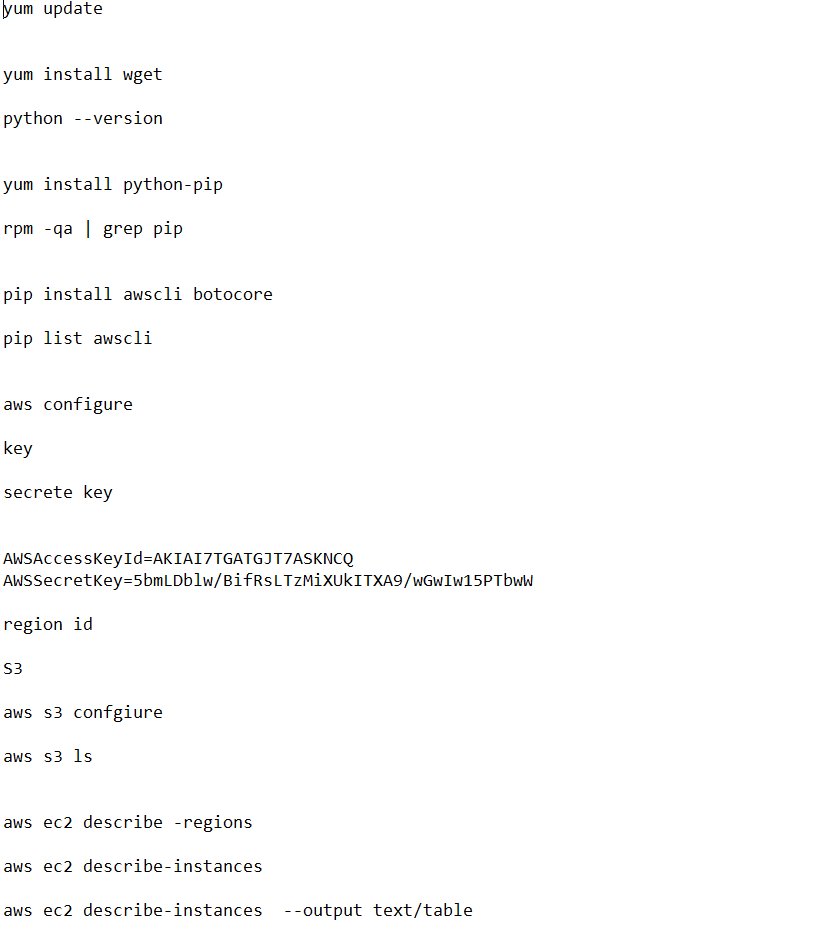 yum update
yum install wget
python --version
yum install python-pip
rpm -qa | grep pip
pip install awscli botocore
pip list awscli
aws configure
key
secrete key
AWSAccessKeyId=AKIAI7TGATGJT7ASKNCQ
AWSSecretKey=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
region id
S3
aws s3 confgiure
aws s3 ls
aws ec2 describe -regions
aws ec2 describe-instances
aws ec2 describe-instances  --output text/table